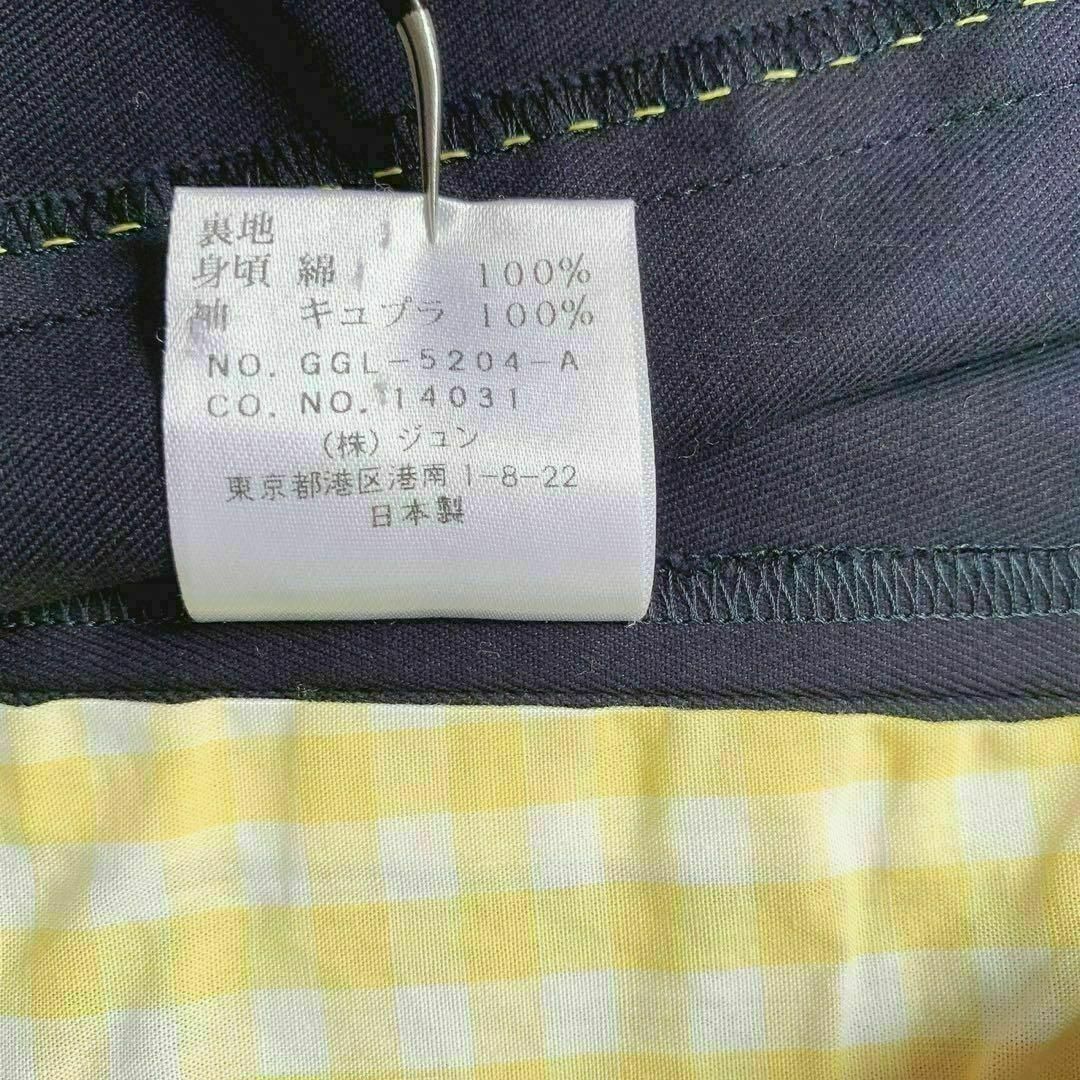 裏地
身頃 綿 100%
袖 キュプラ 100%
NO. GGL-5204-A
CO. NO. 14031
(株) ジュン
東京都港区港南 1-8-22
日本製